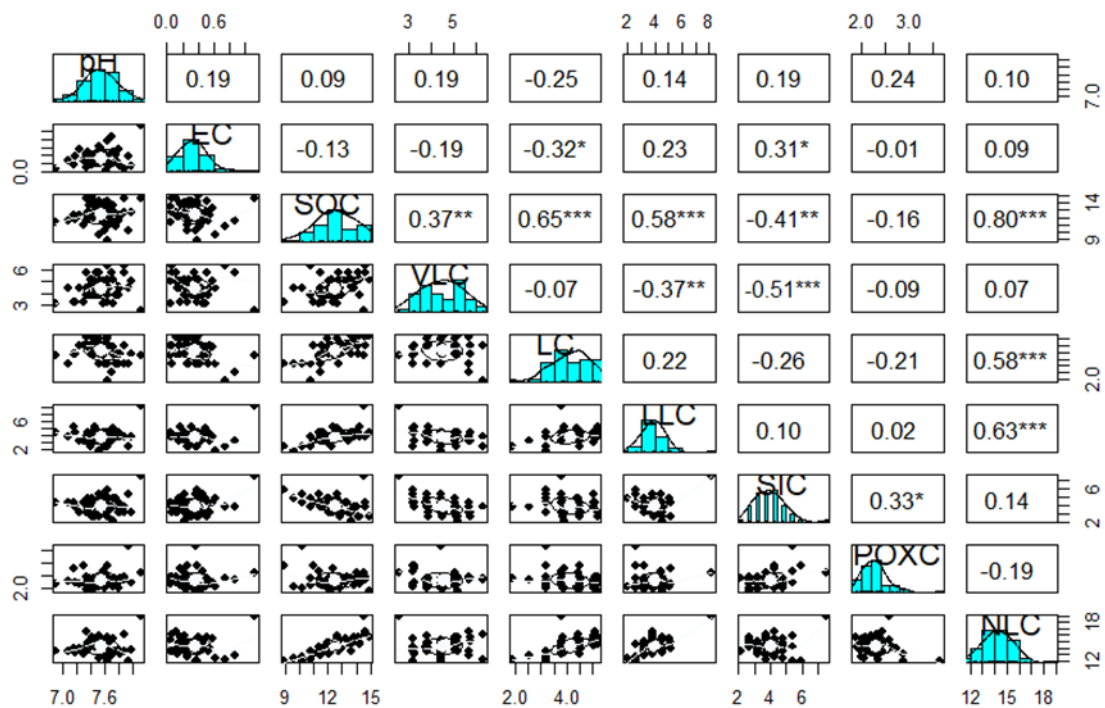 0.0 0.6 3 5 2 4 6 8 2.0 3.0
pH 0.19 0.09 0.19 -0.25 0.14 0.19 0.24 0.10 7.0
0.0 EC -0.13 -0.19 -0.32* 0.23 0.31* -0.01 0.09
SOC 0.37** 0.65*** 0.58*** -0.41** -0.16 0.80*** 9 14
3 6 VLC -0.07 -0.37** -0.51*** -0.09 0.07
LC 0.22 -0.26 -0.21 0.58*** 2.0
2 6 LLC 0.10 0.02 0.63***
SIC 0.33* 0.14 2 6
2.0 POXC -0.19
NLC 12 18
7.0 7.6 9 12 15 2.0 4.0 2 4 6 12 15 18